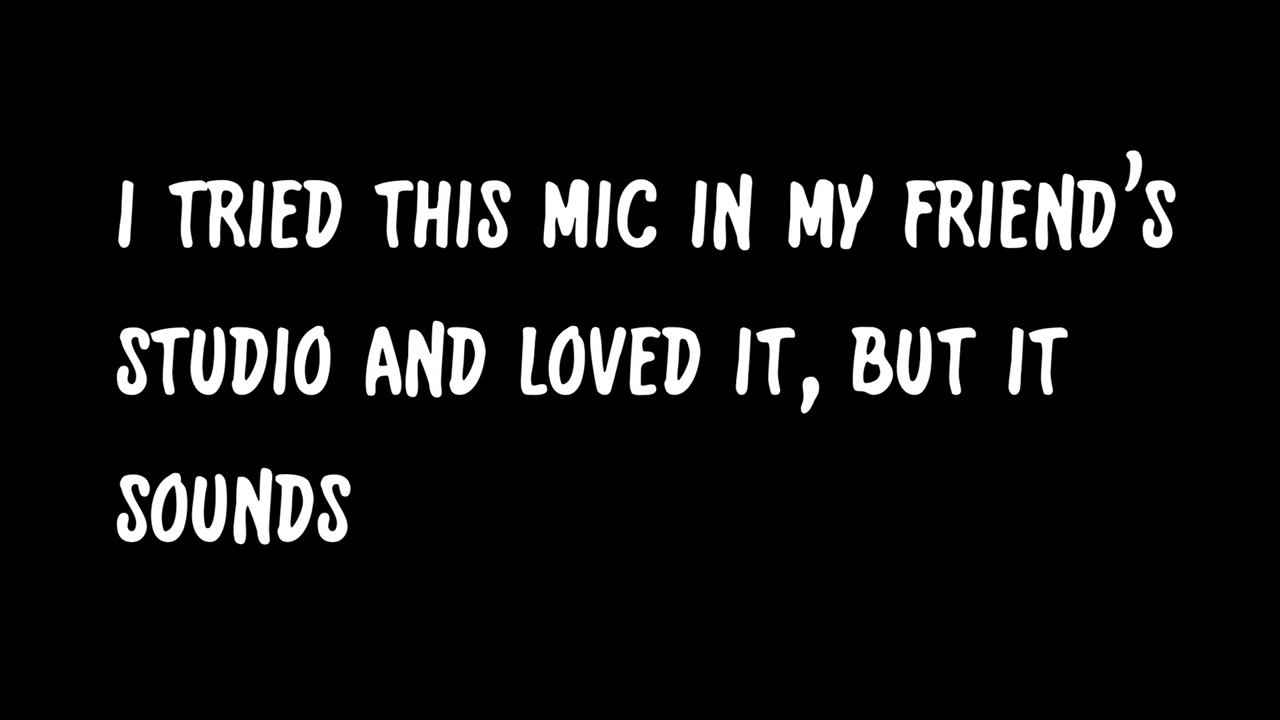 I TRIED THIS MIC IN MY FRIEND'S
STUDIO AND LOVED IT, BUT IT
SOUNDS